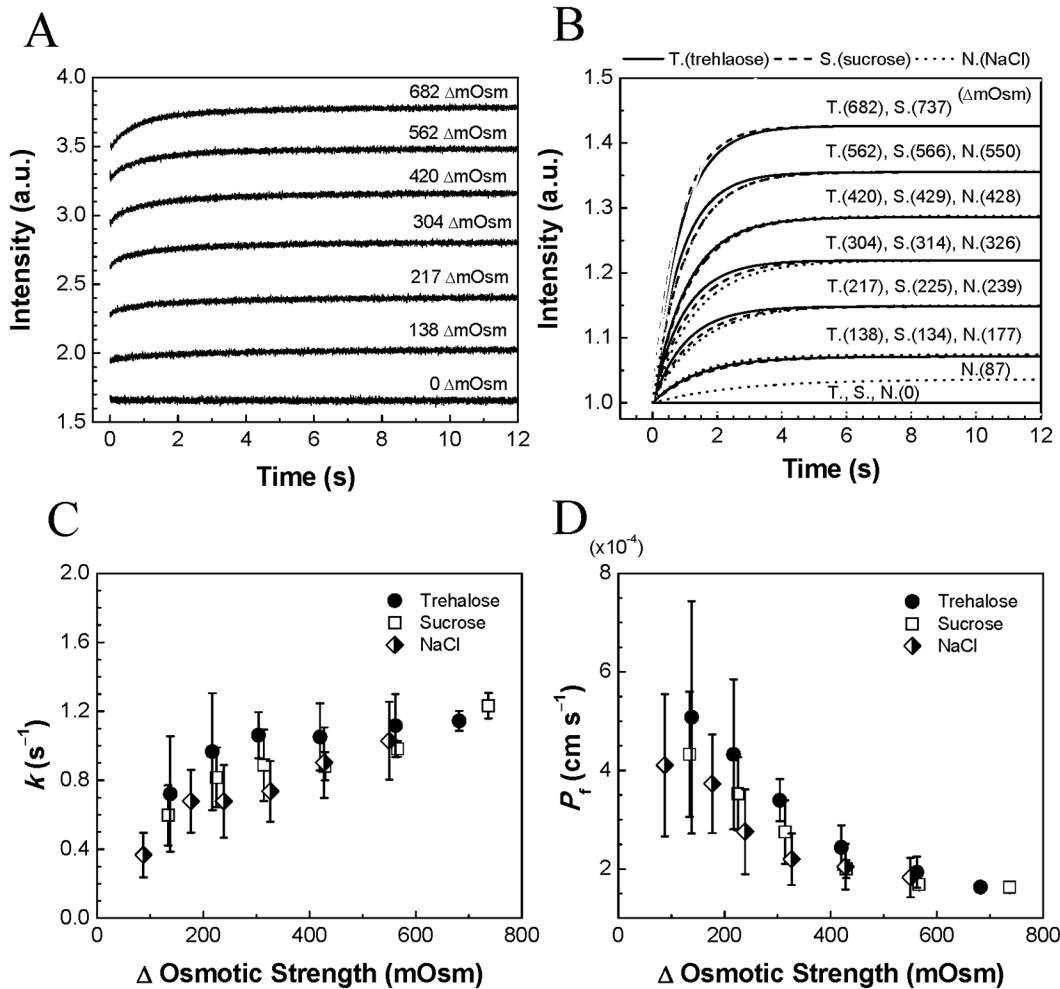 A
Intensity (a.u.)
4.0
3.5
3.0
2.5
2.0
1.5
682 ΔmOsm
562 ΔmOsm
420 ΔmOsm
304 ΔmOsm
217 ΔmOsm
138 ΔmOsm
0 ΔmOsm
0 2 4 6 8 10 12
Time (s)
B
T.(trehlaose) S.(sucrose) N.(NaCl)
Intensity (a.u.)
1.5
1.4
1.3
1.2
1.1
1.0
(ΔmOsm)
T.(682), S.(737)
T.(562), S.(566), N.(550)
T.(420), S.(429), N.(428)
T.(304), S.(314), N.(326)
T.(217), S.(225), N.(239)
T.(138), S.(134), N.(177)
N.(87)
T., S., N.(0)
0 2 4 6 8 10 12
Time (s)
C
k (s⁻¹)
2.0
1.6
1.2
0.8
0.4
0.0
Trehalose
Sucrose
NaCl
0 200 400 600 800
Δ Osmotic Strength (mOsm)
D
(x10⁻⁴)
Pf (cm s⁻¹)
8
6
4
2
Trehalose
Sucrose
NaCl
0 200 400 600 800
Δ Osmotic Strength (mOsm)